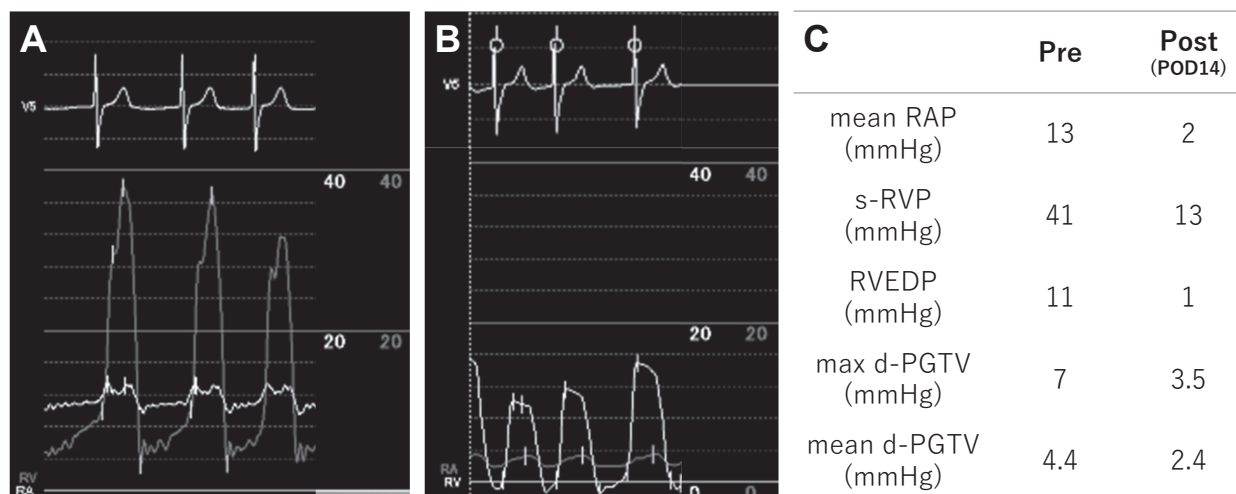 A
V5
40 40
20 20
RV
RA
B
V5
40 40
20 20
RA
RV
0 0
C
Pre Post
(POD14)
mean RAP
(mmHg)
13 2
s-RVP
(mmHg)
41 13
RVEDP
(mmHg)
11 1
max d-PGTV
(mmHg)
7 3.5
mean d-PGTV
(mmHg)
4.4 2.4